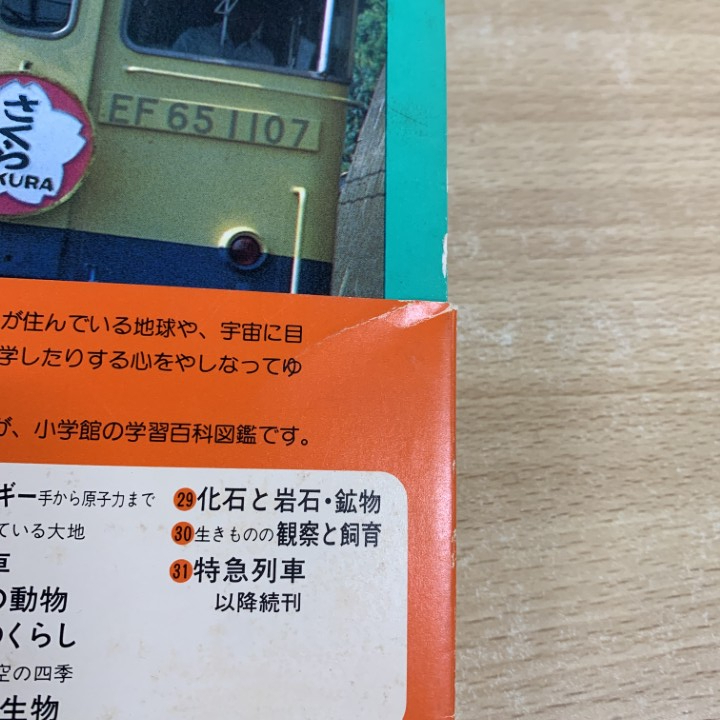 さくら
KURA
EF 65 1107
が住んでいる地球や、宇宙に目
学したりする心をやしなってゆ
が、小学館の学習百科図鑑です。
ギー手から原子力まで
ている大地
車
の動物
のくらし
空の四季
生物
29 化石と岩石・鉱物
30 生きものの観察と飼育
31 特急列車
以降続刊